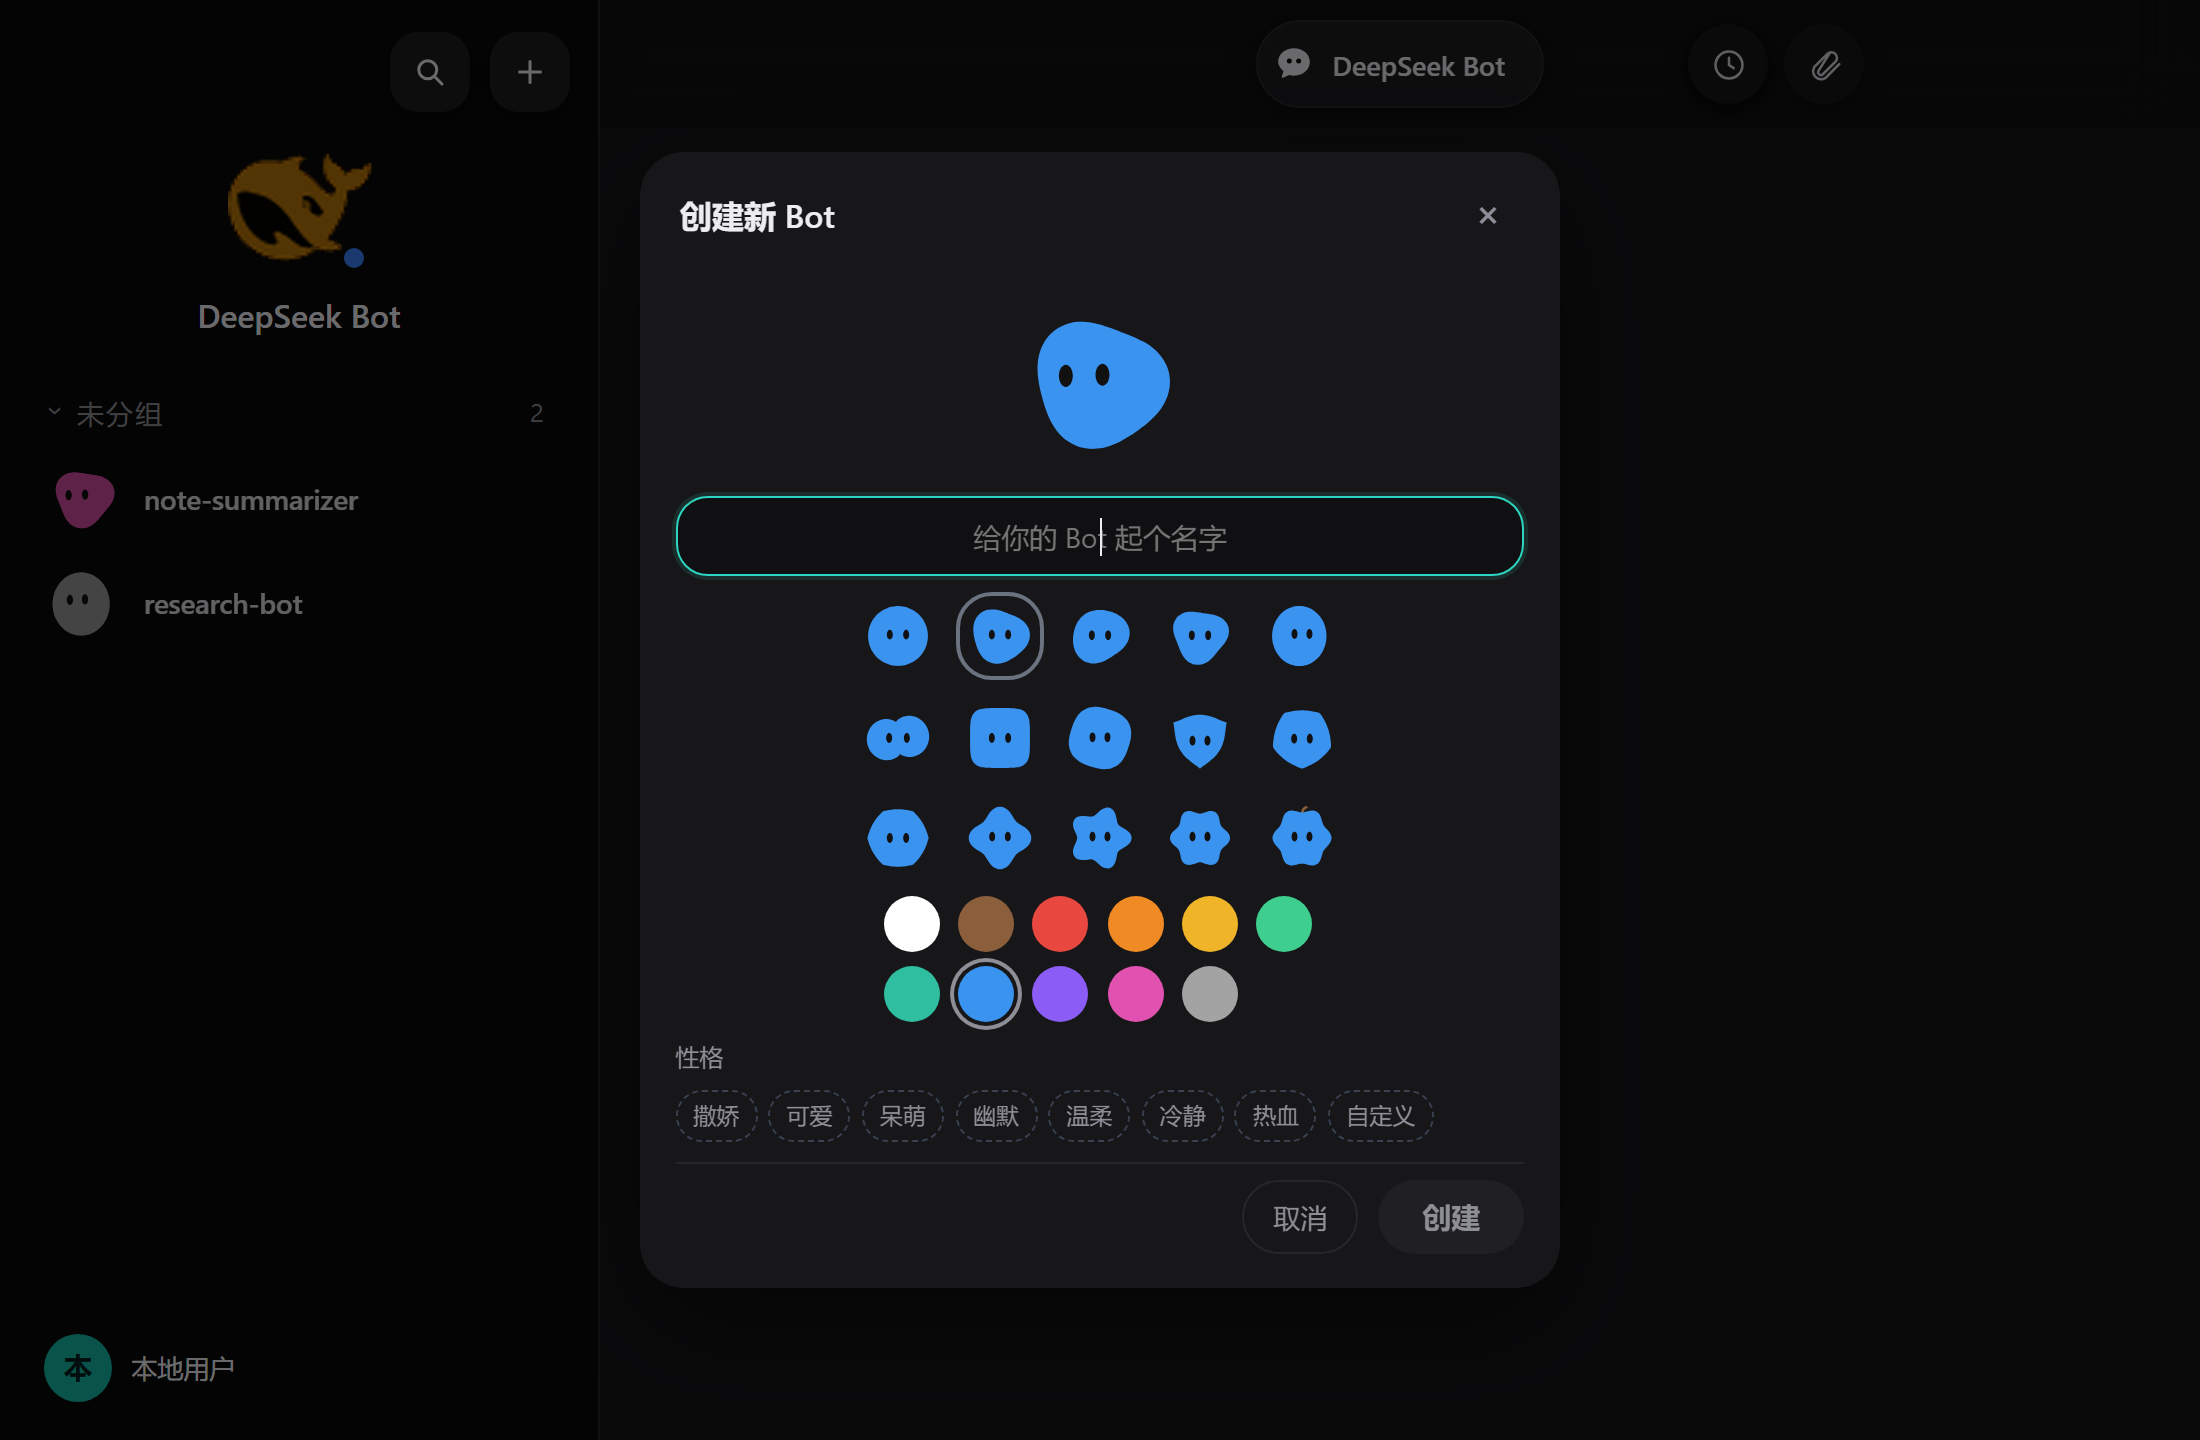 DeepSeek Bot
未分组
2
note-summarizer
research-bot
本
本地用户
DeepSeek Bot
创建新 Bot
给你的 Bot 起个名字
性格
撒娇 可爱 呆萌 幽默 温柔 冷静 热血 自定义
取消 创建